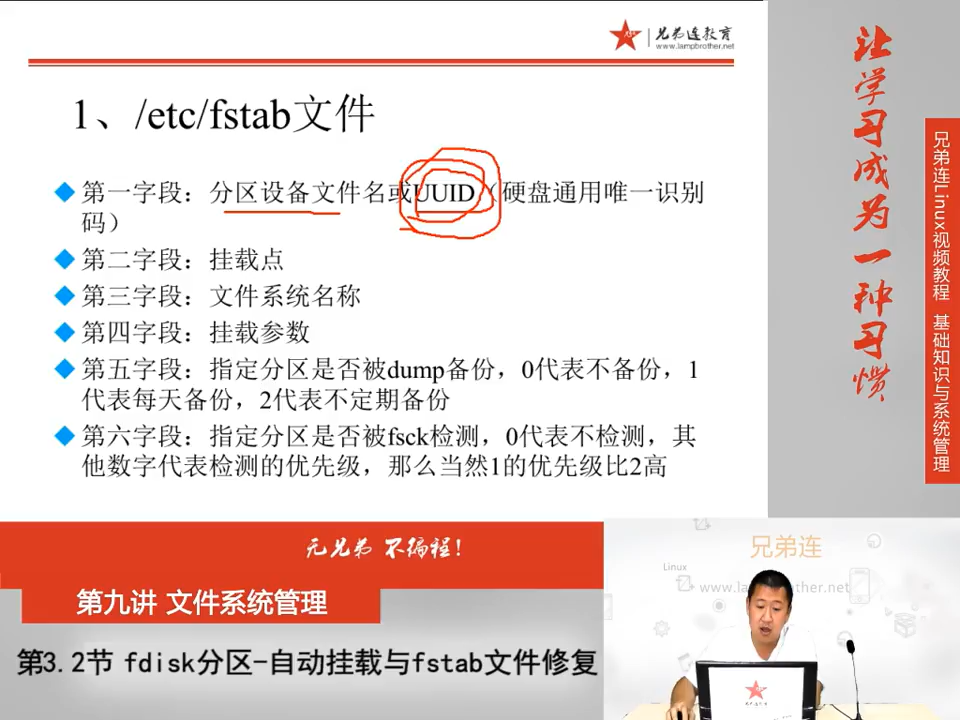 兄弟连教育
www.lampbrother.net
1、/etc/fstab文件
第一字段：分区设备文件名或UUID（硬盘通用唯一识别
码）
第二字段：挂载点
第三字段：文件系统名称
第四字段：挂载参数
第五字段：指定分区是否被dump备份，0代表不备份，1
代表每天备份，2代表不定期备份
第六字段：指定分区是否被fsck检测，0代表不检测，其
他数字代表检测的优先级，那么当然1的优先级比2高
让学习成为一种习惯
兄弟连Linux视频教程 基础知识与系统管理
无兄弟 不编程！
第九讲 文件系统管理
第3.2节 fdisk分区-自动挂载与fstab文件修复
兄弟连
Linux